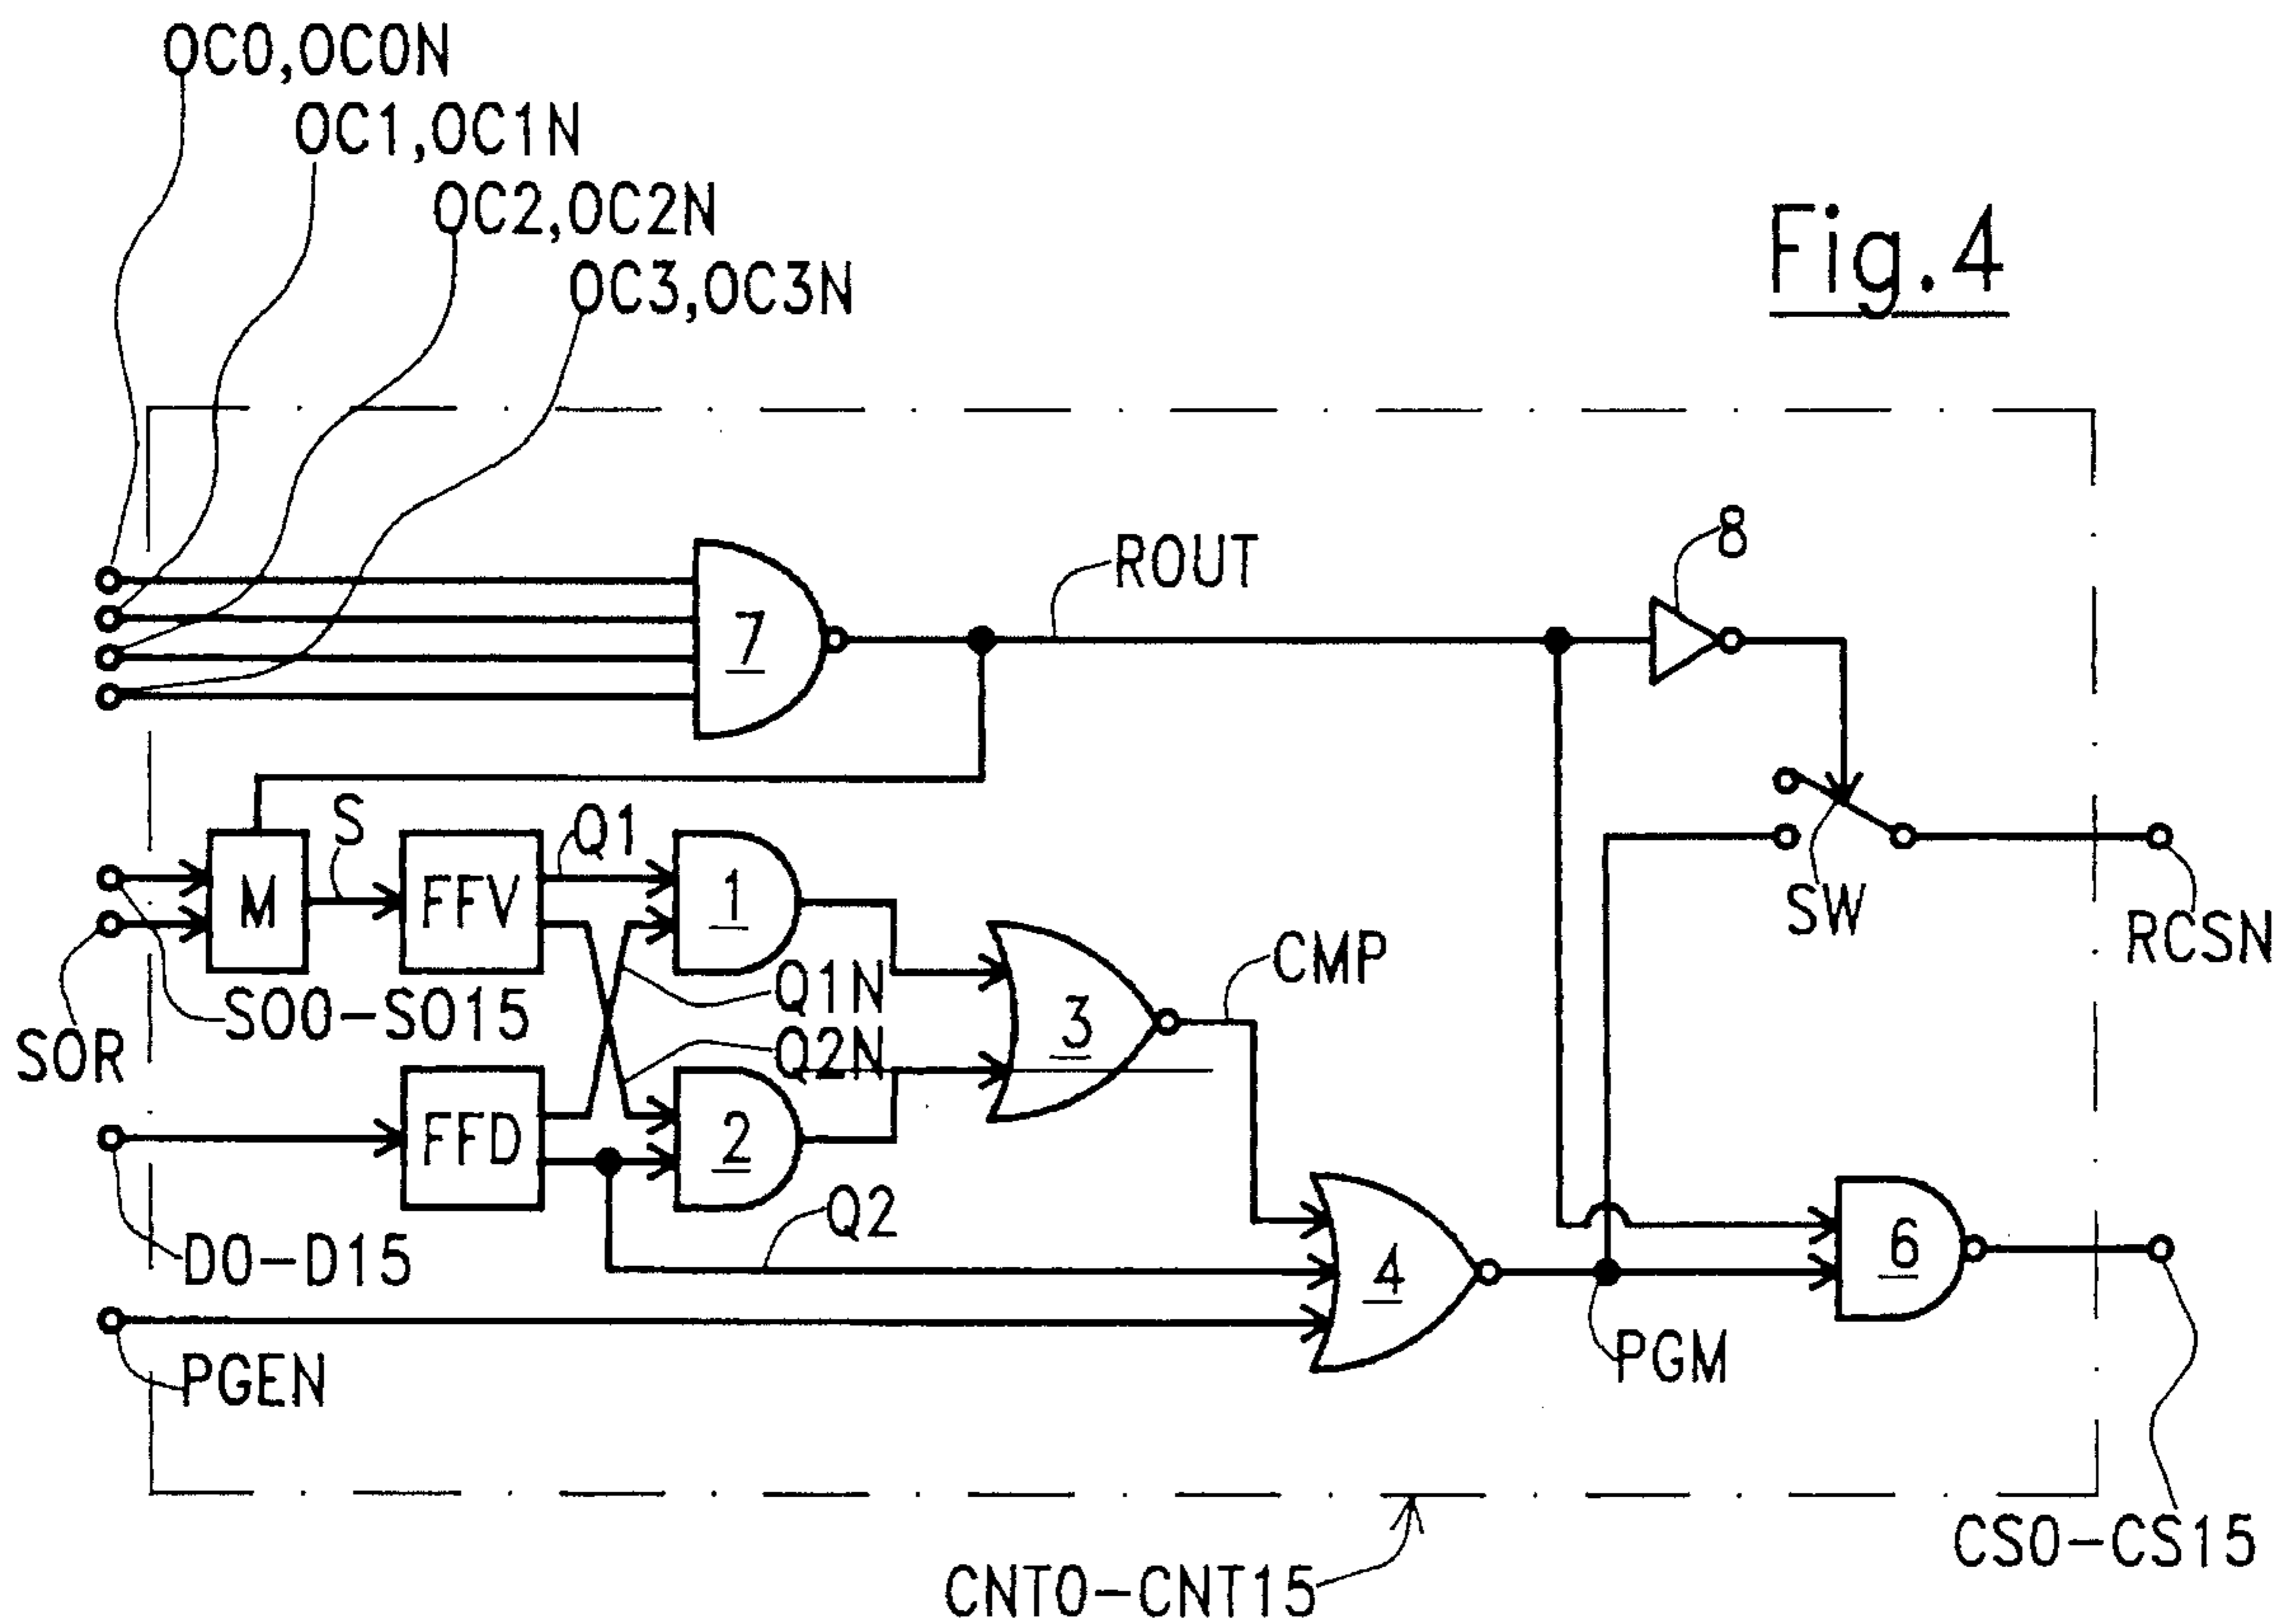 OC0,OC0N
OC1,OC1N
OC2,OC2N
OC3,OC3N
Fig.4
8
ROUT
7
S
Q1
M
FFV
1
SW
RCSN
Q1N
CMP
SO0-SO15
3
SOR
Q2N
FFD
2
Q2
D0-D15
4
6
PGM
PGEN
CS0-CS15
CNT0-CNT15